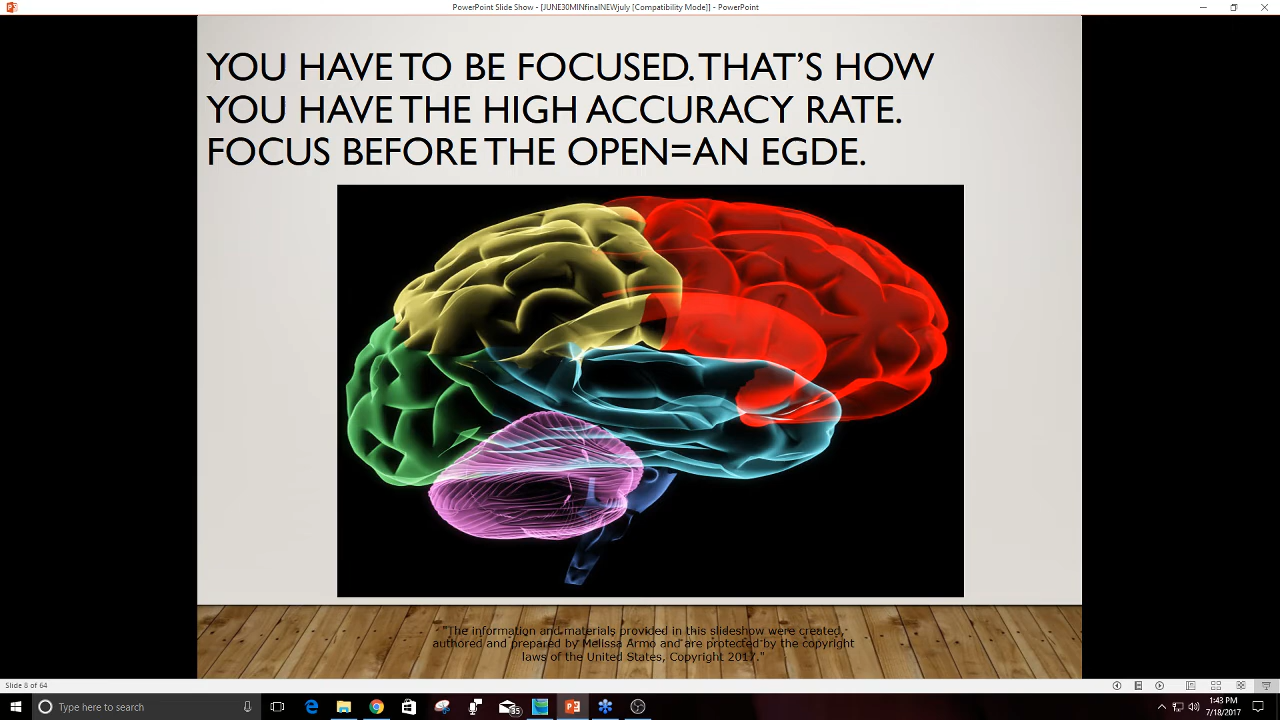 PowerPoint Slide Show - [JUNE30MINfinalNEWjuly [Compatibility Mode]] - PowerPoint
YOU HAVE TO BE FOCUSED. THAT'S HOW
YOU HAVE THE HIGH ACCURACY RATE.
FOCUS BEFORE THE OPEN=AN EGDE.
"The information and materials provided in this slideshow were created,
authored and prepared by Melissa Armo and are protected by the copyright
laws of the United States, Copyright 2017."
Slide 8 of 64
Type here to search
35
1:43 PM
7/18/2017